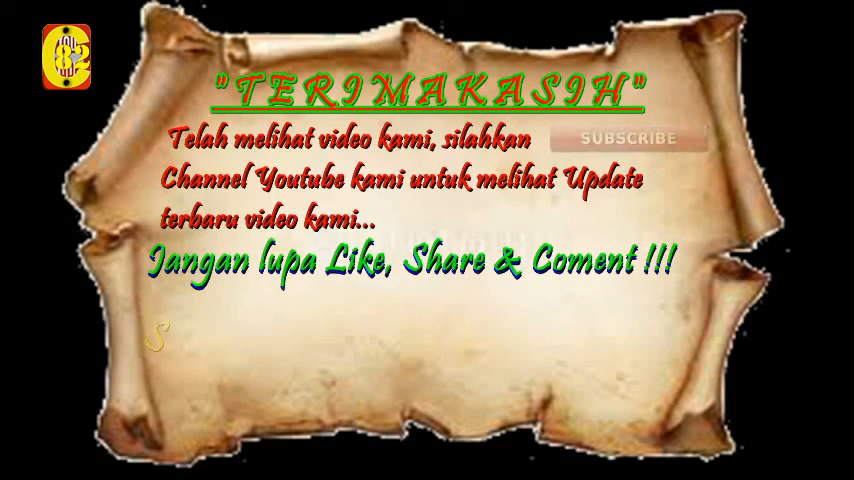 "TERIMAKASIH"
Telah melihat video kami, silahkan SUBSCRIBE
Channel Youtube kami untuk melihat Update
terbaru video kami...
Jangan lupa Like, Share & Coment !!!
S